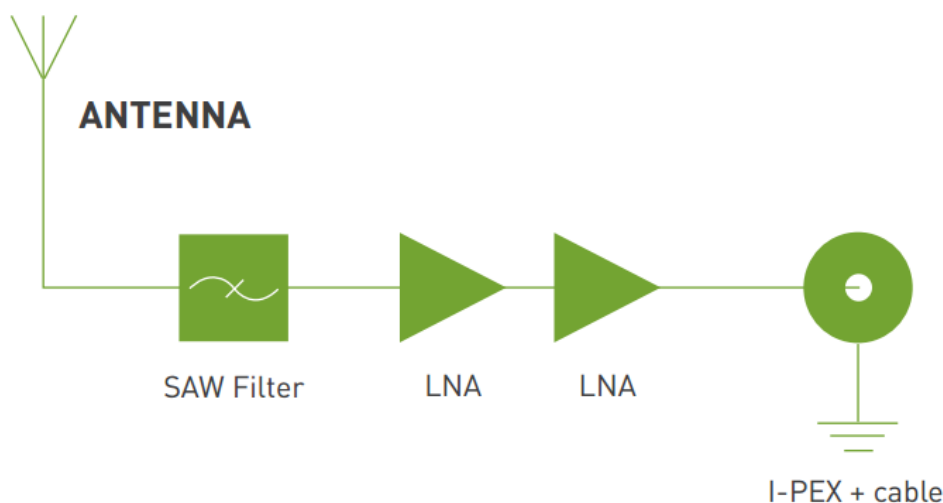 ANTENNA
SAW Filter
LNA
LNA
I-PEX + cable